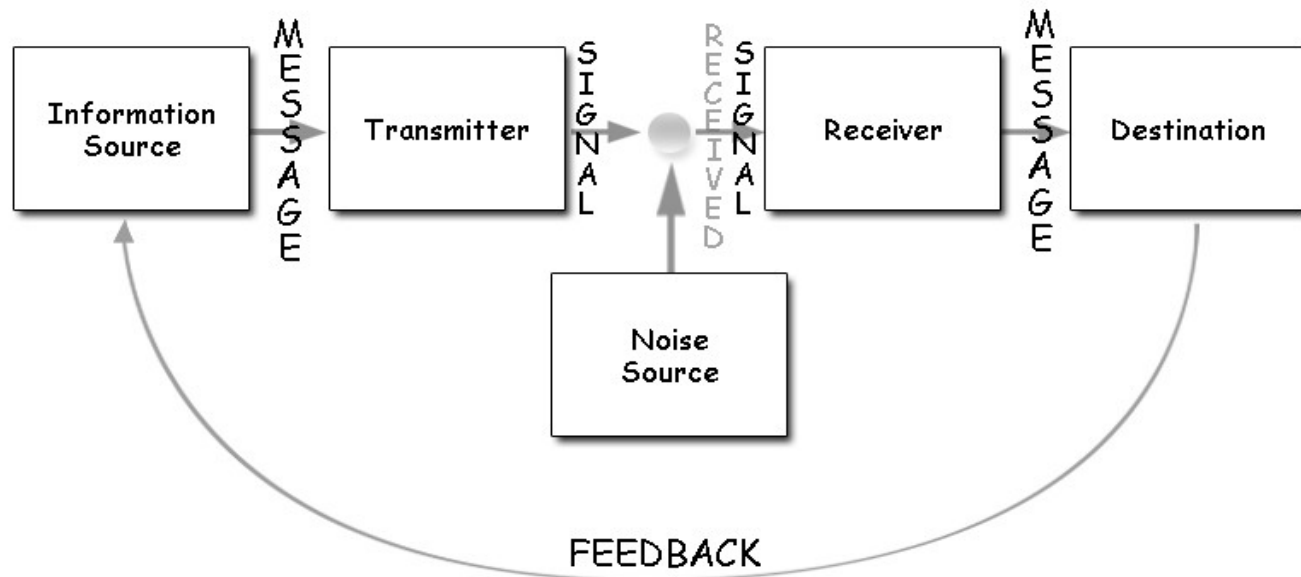 Information
Source
MESSAGE
Transmitter
SIGNAL
RECEIVED
SIGNAL
Receiver
MESSAGE
Destination
Noise
Source
FEEDBACK